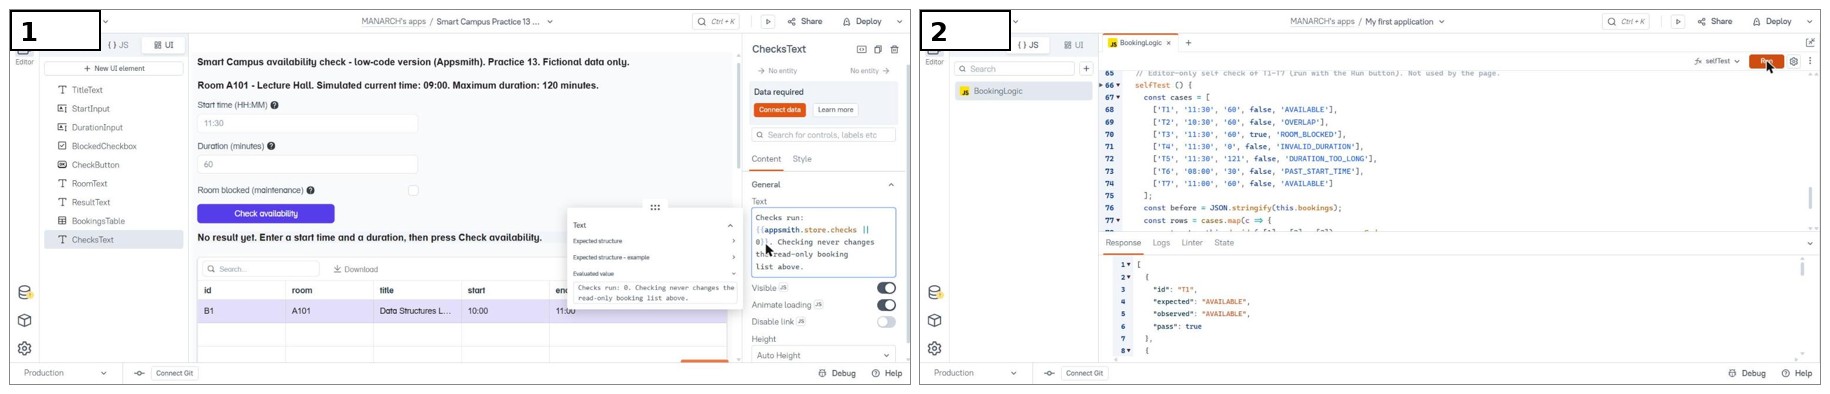 1
MANARCH's apps / Smart Campus Practice 13 ...
Ctrl + K
Share
Deploy
Editor
{ } JS
UI
+ New UI element
TitleText
StartInput
DurationInput
BlockedCheckbox
CheckButton
RoomText
ResultText
BookingsTable
ChecksText
Smart Campus availability check - low-code version (Appsmith). Practice 13. Fictional data only.
Room A101 - Lecture Hall. Simulated current time: 09:00. Maximum duration: 120 minutes.
Start time (HH:MM)
11:30
Duration (minutes)
60
Room blocked (maintenance)
Check availability
No result yet. Enter a start time and a duration, then press Check availability.
Search...
Download
id room title start
B1 A101 Data Structures L... 10:00 11:00
Text
Expected structure
Expected structure - example
Evaluated value
Checks run: 0. Checking never changes the
read-only booking list above.
ChecksText
No entity
No entity
Data required
Connect data
Learn more
Search for controls, labels etc
Content
Style
General
Text
Checks run:
{{appsmith.store.checks ||
0}}. Checking never changes
the read-only booking
list above.
Visible JS
Animate loading JS
Disable link JS
Height
Auto Height
Production
Connect Git
Debug
Help
2
MANARCH's apps / My first application
Ctrl + K
Share
Deploy
Editor
{ } JS
UI
Search
BookingLogic
JS BookingLogic
selfTest
65 // Editor-only self check of T1-T7 (run with the Run button). Not used by the page.
66 selfTest () {
67 const cases = [
68 ['T1', '11:30', '60', false, 'AVAILABLE'],
69 ['T2', '10:30', '60', false, 'OVERLAP'],
70 ['T3', '11:30', '60', true, 'ROOM_BLOCKED'],
71 ['T4', '11:30', '0', false, 'INVALID_DURATION'],
72 ['T5', '11:30', '121', false, 'DURATION_TOO_LONG'],
73 ['T6', '08:00', '30', false, 'PAST_START_TIME'],
74 ['T7', '11:00', '60', false, 'AVAILABLE']
75 ];
76 const before = JSON.stringify(this.bookings);
77 const rows = cases.map(c => {
Response
Logs
Linter
State
1 [
2 {
3 "id": "T1",
4 "expected": "AVAILABLE",
5 "observed": "AVAILABLE",
6 "pass": true
7 },
8 {
Production
Connect Git
Debug
Help